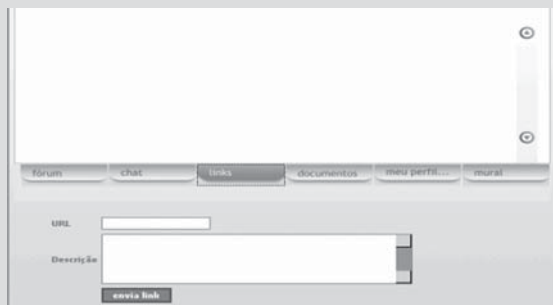 fórum chat links documentos meu perfil... mural
URL
Descrição
envia link